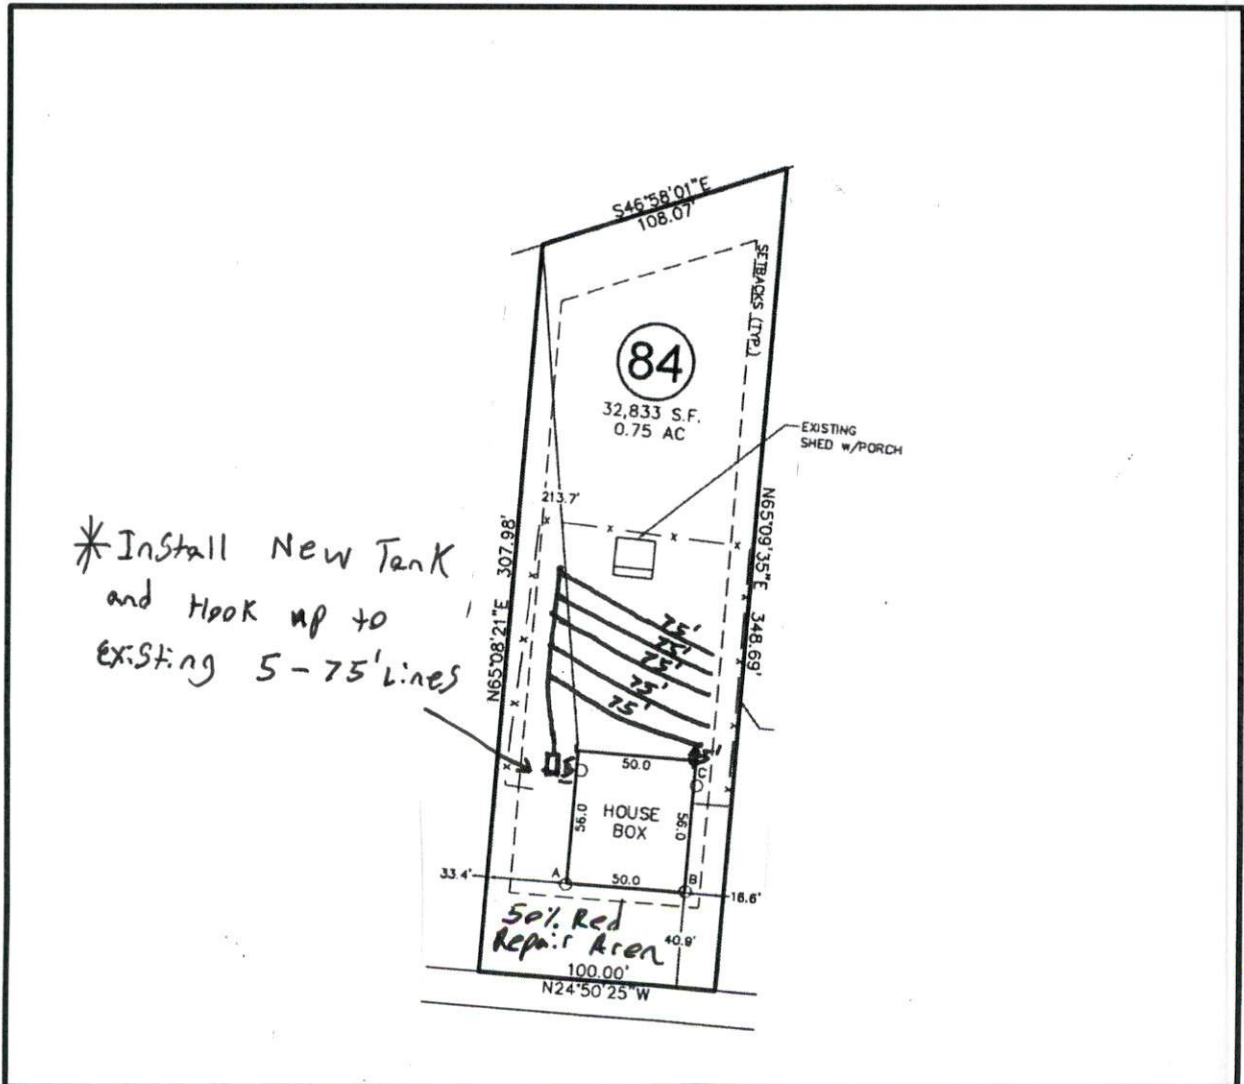 S46°58'01"E
108.07'
SETBACKS (TYP.)
84
32,833 S.F.
0.75 AC
EXISTING
SHED W/PORCH
213.7'
N65°09'35"E 348.69'
N65°08'21"E 307.98'
*Install New Tank
and Hook up to
existing 5-75' Lines
75'
75'
75'
75'
75'
5
5'
50.0
C
56.0
HOUSE
BOX
56.0
33.4'
A
50.0
B
16.6'
50% Red
Repair Area
40.9'
100.00'
N24°50'25"W